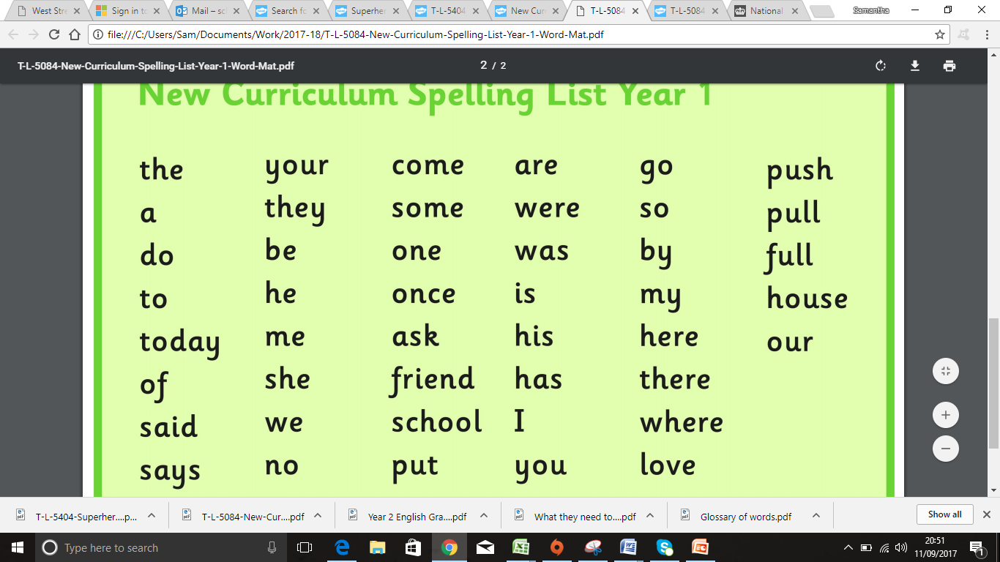 West Stre
Sign in to
Mail – sc
Search fo
Superher
T-L-5404
New Curr
T-L-5084
T-L-5084
National
Samantha
file:///C:/Users/Sam/Documents/Work/2017-18/T-L-5084-New-Curriculum-Spelling-List-Year-1-Word-Mat.pdf
T-L-5084-New-Curriculum-Spelling-List-Year-1-Word-Mat.pdf
2 / 2
New Curriculum Spelling List Year 1
the
a
do
to
today
of
said
says
your
they
be
he
me
she
we
no
come
some
one
once
ask
friend
school
put
are
were
was
is
his
has
I
you
go
so
by
my
here
there
where
love
push
pull
full
house
our
T-L-5404-Superher....p...
T-L-5084-New-Cur....pdf
Year 2 English Gra....pdf
What they need to....pdf
Glossary of words.pdf
Show all
Type here to search
20:51
11/09/2017
1